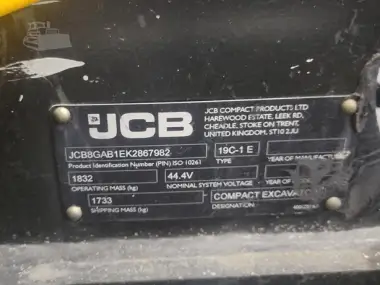 JCB
JCB COMPACT PRODUCTS LTD
HAREWOOD ESTATE, LEEK RD,
CHEADLE, STOKE ON TRENT,
UNITED KINGDOM. ST10 2JU
JCB8GAB1EK2867982
Product Identification Number (PIN) ISO 10261
19C-1 E
TYPE
YEAR OF MANUFACTU
1832
OPERATING MASS (kg)
44.4V
NOMINAL SYSTEM VOLTAGE
YEAR OF
1733
SHIPPING MASS (kg)
COMPACT EXCAVATO
DESIGNATION